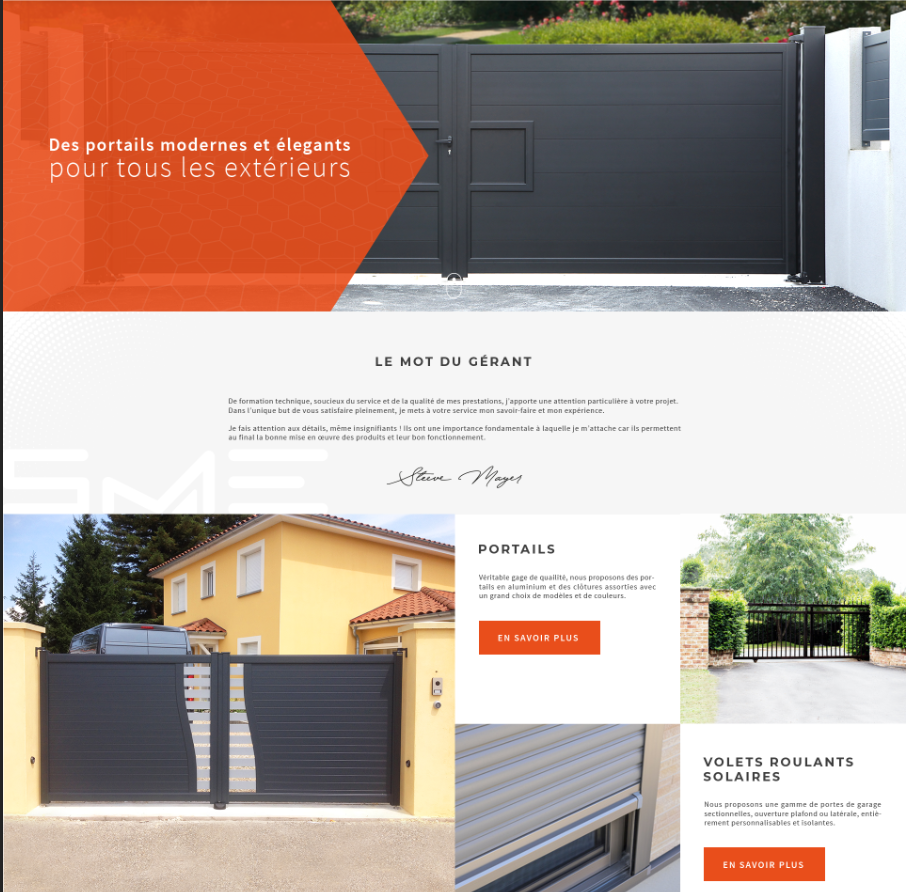 Des portails modernes et élegants
pour tous les extérieurs
LE MOT DU GÉRANT
De formation technique, soucieux du service et de la qualité de mes prestations, j'apporte une attention particulière à votre projet.
Dans l'unique but de vous satisfaire pleinement, je mets à votre service mon savoir-faire et mon expérience.
Je fais attention aux détails, même insignifiants ! Ils ont une importance fondamentale à laquelle je m'attache car ils permettent
au final la bonne mise en œuvre des produits et leur bon fonctionnement.
Steeve Mayer
SME
PORTAILS
Véritable gage de quallité, nous proposons des por-
tails en aluminium et des clôtures assorties avec
un grand choix de modèles et de couleurs.
EN SAVOIR PLUS
VOLETS ROULANTS
SOLAIRES
Nous proposons une gamme de portes de garage
sectionnelles, ouverture plafond ou latérale, entiè-
rement personnalisables et isolantes.
EN SAVOIR PLUS